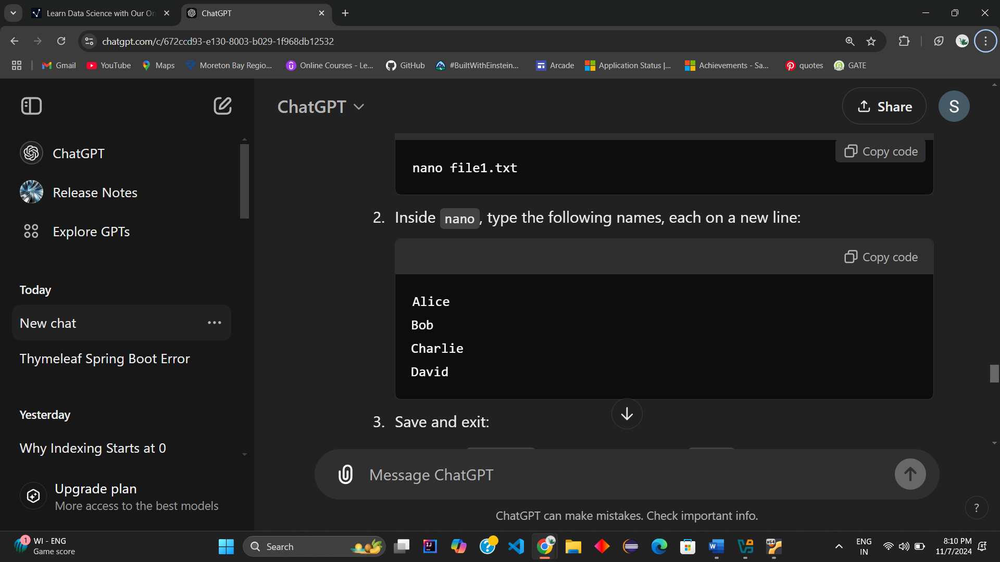 Learn Data Science with Our On
ChatGPT
chatgpt.com/c/672ccd93-e130-8003-b029-1f968db12532
Gmail
YouTube
Maps
Moreton Bay Regio...
Online Courses - Le...
GitHub
#BuiltWithEinstein...
Arcade
Application Status |...
Achievements - Sa...
quotes
GATE
ChatGPT
Share
S
ChatGPT
Release Notes
Explore GPTs
Today
New chat
Thymeleaf Spring Boot Error
Yesterday
Why Indexing Starts at 0
Upgrade plan
More access to the best models
Copy code
nano file1.txt
2. Inside nano, type the following names, each on a new line:
Copy code
Alice
Bob
Charlie
David
3. Save and exit:
Message ChatGPT
ChatGPT can make mistakes. Check important info.
?
1
WI - ENG
Game score
Search
IJ
x64
ENG
IN
8:10 PM
11/7/2024